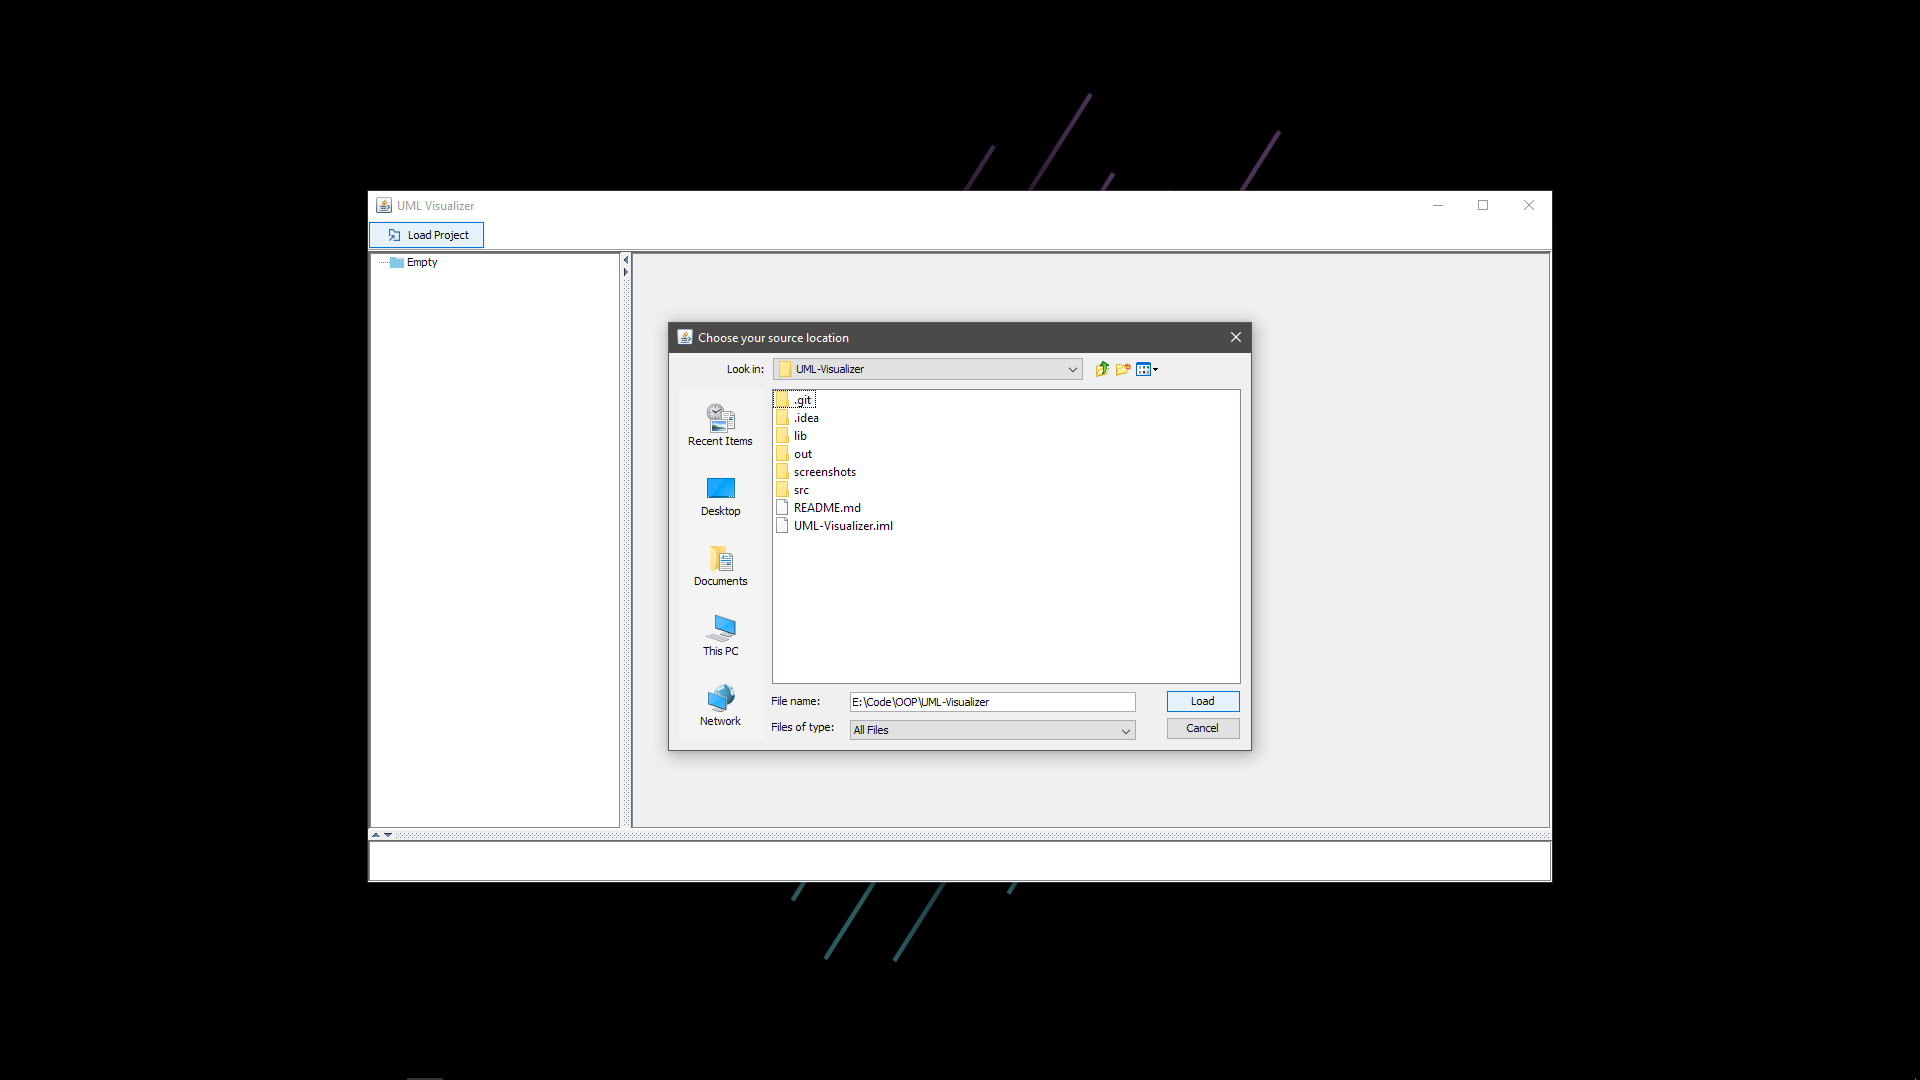 UML Visualizer
Load Project
Empty
Choose your source location
Look in: UML-Visualizer
Recent Items
Desktop
Documents
This PC
Network
.git
.idea
lib
out
screenshots
src
README.md
UML-Visualizer.iml
File name: E:\Code\OOP\UML-Visualizer
Load
Files of type: All Files
Cancel